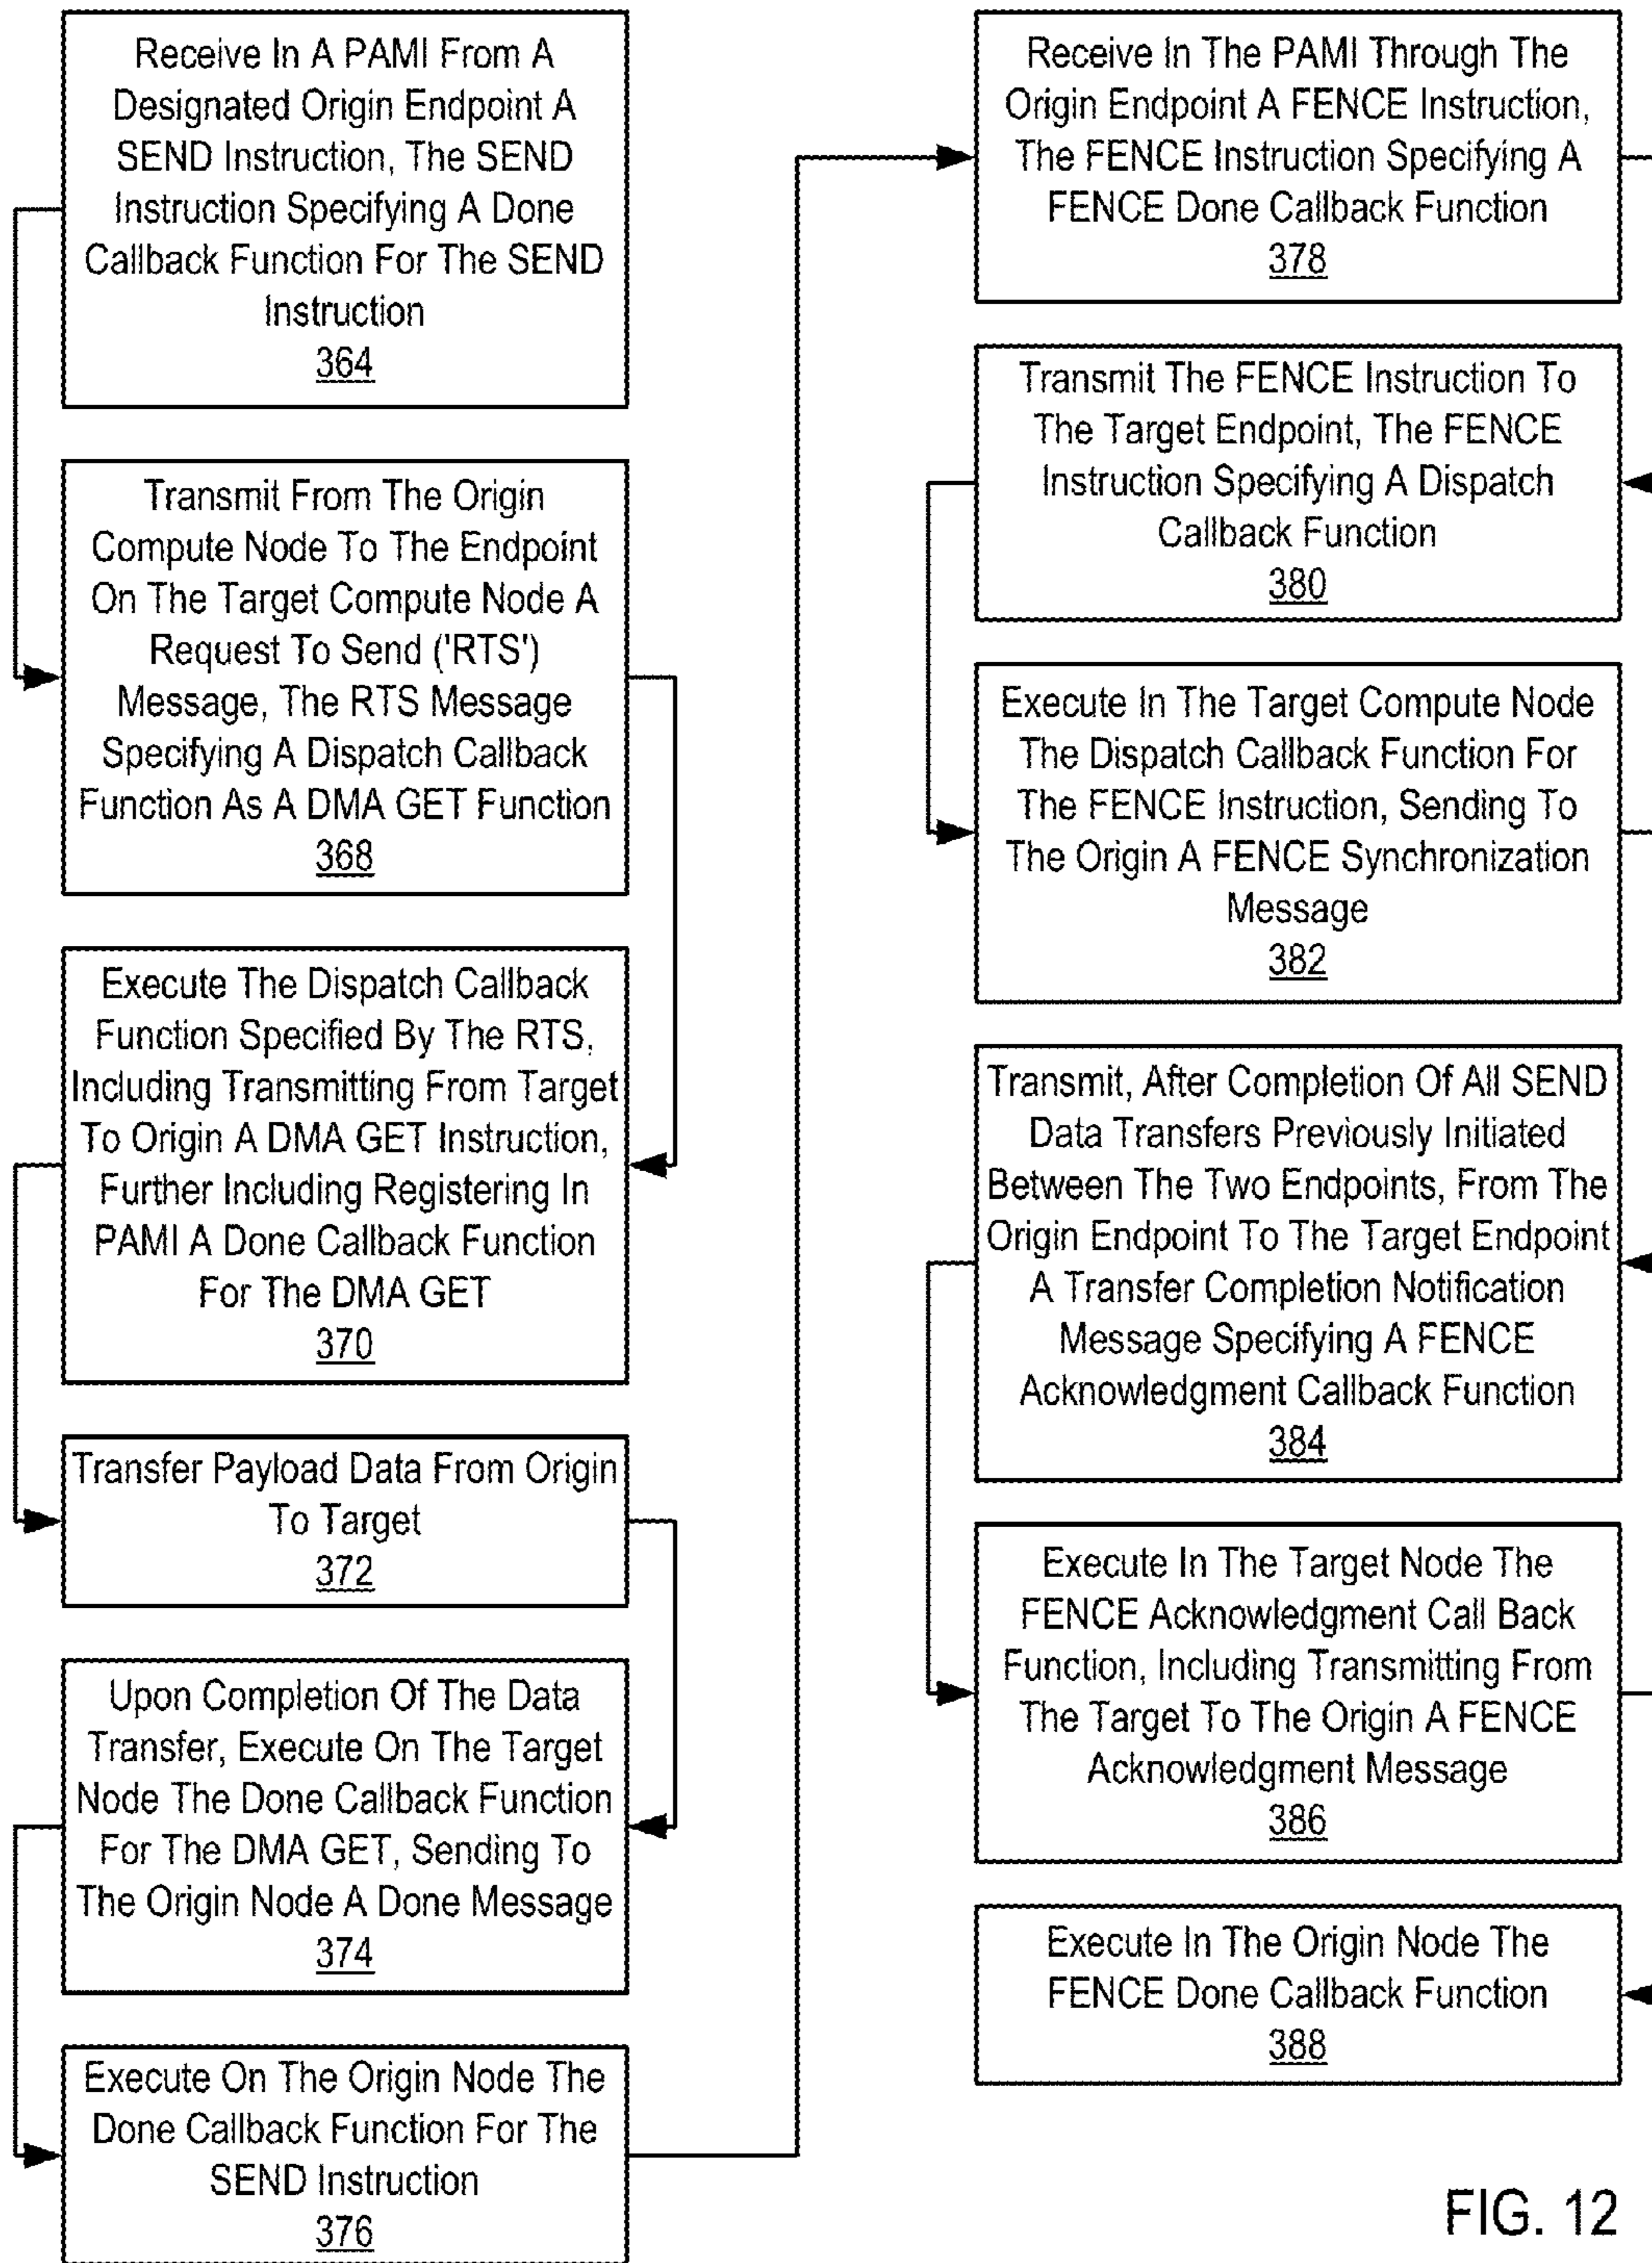 Receive In A PAMI From A
Designated Origin Endpoint A
SEND Instruction, The SEND
Instruction Specifying A Done
Callback Function For The SEND
Instruction
364
Transmit From The Origin
Compute Node To The Endpoint
On The Target Compute Node A
Request To Send ('RTS')
Message, The RTS Message
Specifying A Dispatch Callback
Function As A DMA GET Function
368
Execute The Dispatch Callback
Function Specified By The RTS,
Including Transmitting From Target
To Origin A DMA GET Instruction,
Further Including Registering In
PAMI A Done Callback Function
For The DMA GET
370
Transfer Payload Data From Origin
To Target
372
Upon Completion Of The Data
Transfer, Execute On The Target
Node The Done Callback Function
For The DMA GET, Sending To
The Origin Node A Done Message
374
Execute On The Origin Node The
Done Callback Function For The
SEND Instruction
376
Receive In The PAMI Through The
Origin Endpoint A FENCE Instruction,
The FENCE Instruction Specifying A
FENCE Done Callback Function
378
Transmit The FENCE Instruction To
The Target Endpoint, The FENCE
Instruction Specifying A Dispatch
Callback Function
380
Execute In The Target Compute Node
The Dispatch Callback Function For
The FENCE Instruction, Sending To
The Origin A FENCE Synchronization
Message
382
Transmit, After Completion Of All SEND
Data Transfers Previously Initiated
Between The Two Endpoints, From The
Origin Endpoint To The Target Endpoint
A Transfer Completion Notification
Message Specifying A FENCE
Acknowledgment Callback Function
384
Execute In The Target Node The
FENCE Acknowledgment Call Back
Function, Including Transmitting From
The Target To The Origin A FENCE
Acknowledgment Message
386
Execute In The Origin Node The
FENCE Done Callback Function
388
FIG. 12